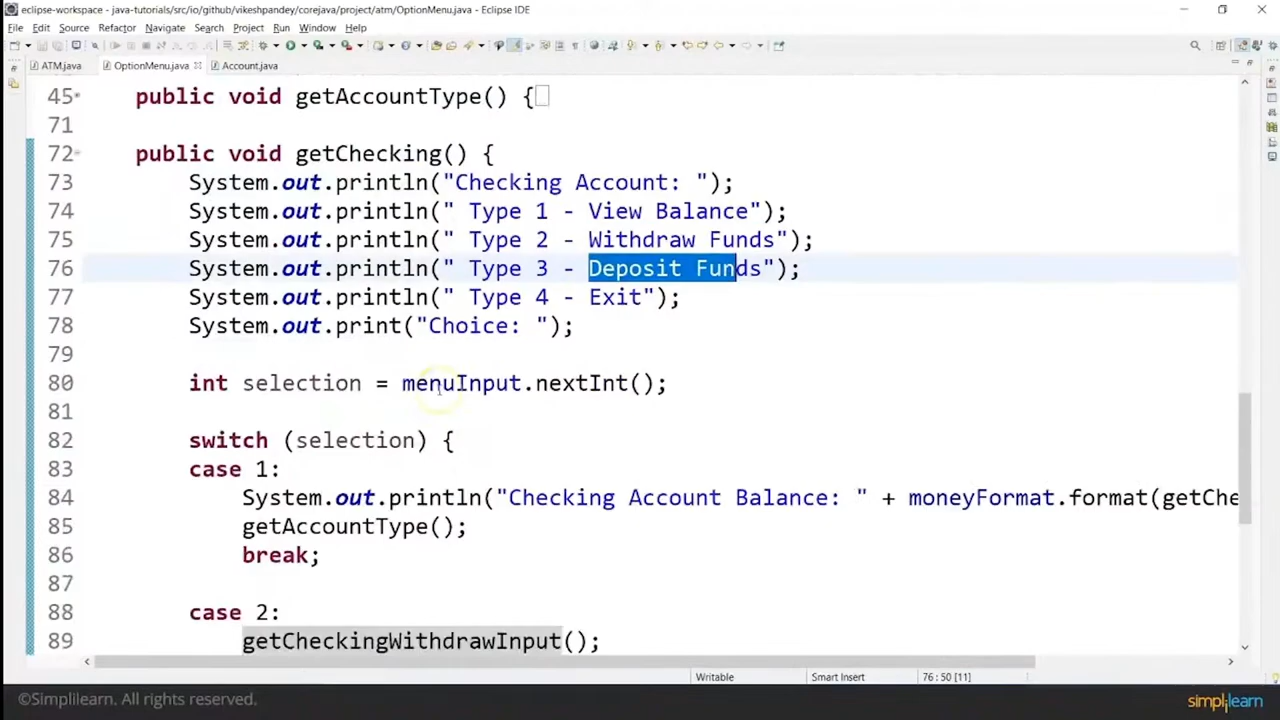 eclipse-workspace - java-tutorials/src/io/github/vikeshpandey/corejava/project/atm/OptionMenu.java - Eclipse IDE
File Edit Source Refactor Navigate Search Project Run Window Help
ATM.java OptionMenu.java Account.java
45 public void getAccountType() {
71
72 public void getChecking() {
73 System.out.println("Checking Account: ");
74 System.out.println(" Type 1 - View Balance");
75 System.out.println(" Type 2 - Withdraw Funds");
76 System.out.println(" Type 3 - Deposit Funds");
77 System.out.println(" Type 4 - Exit");
78 System.out.print("Choice: ");
79
80 int selection = menuInput.nextInt();
81
82 switch (selection) {
83 case 1:
84 System.out.println("Checking Account Balance: " + moneyFormat.format(getChe
85 getAccountType();
86 break;
87
88 case 2:
89 getCheckingWithdrawInput();
Writable Smart Insert 76 : 50 [11]
©Simplilearn. All rights reserved. simplilearn